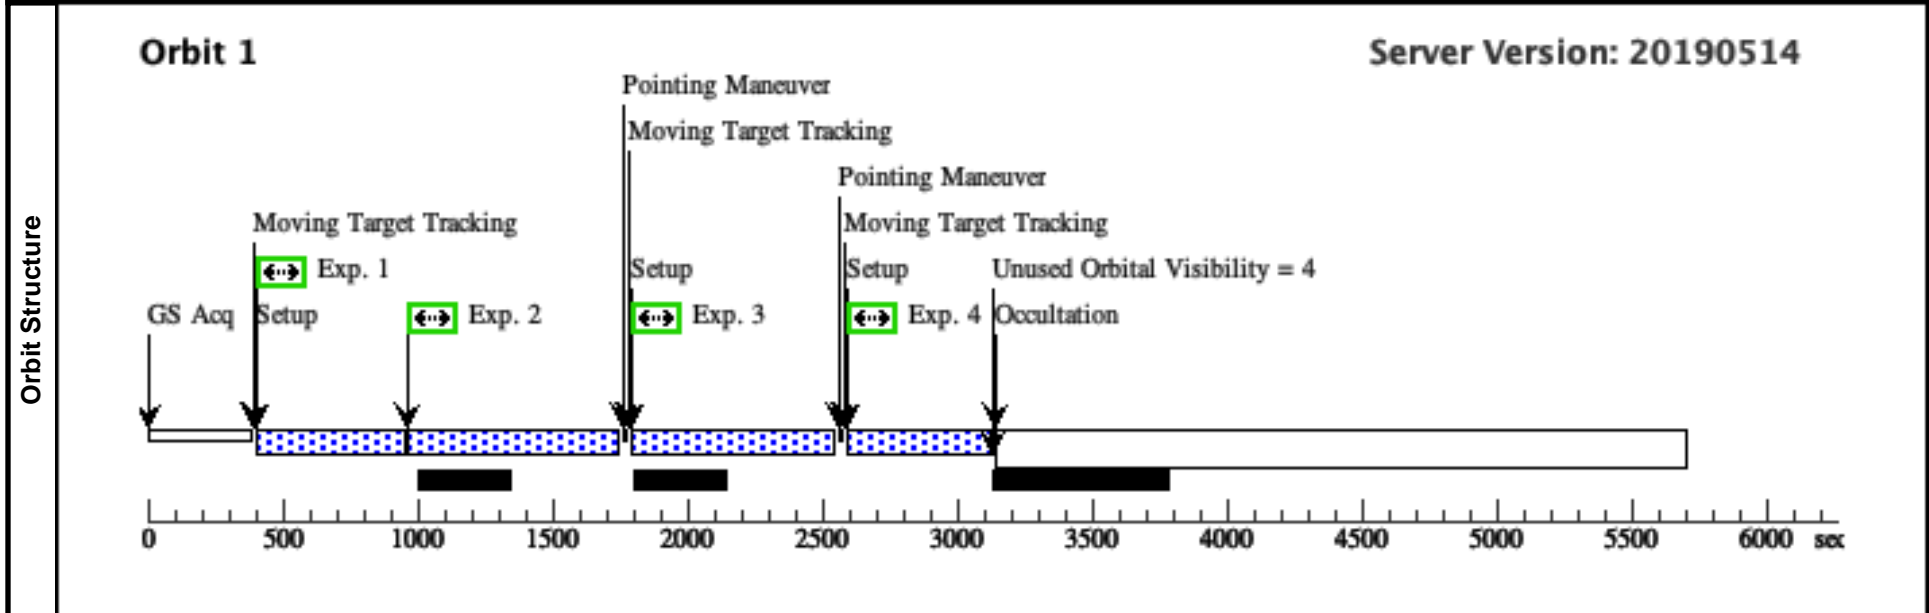 Orbit Structure
Orbit 1
Server Version: 20190514
Pointing Maneuver
Moving Target Tracking
Pointing Maneuver
Moving Target Tracking
Moving Target Tracking
Exp. 1
Setup
Setup
Unused Orbital Visibility = 4
GS Acq
Setup
Exp. 2
Exp. 3
Exp. 4
Occultation
0 500 1000 1500 2000 2500 3000 3500 4000 4500 5000 5500 6000 sec